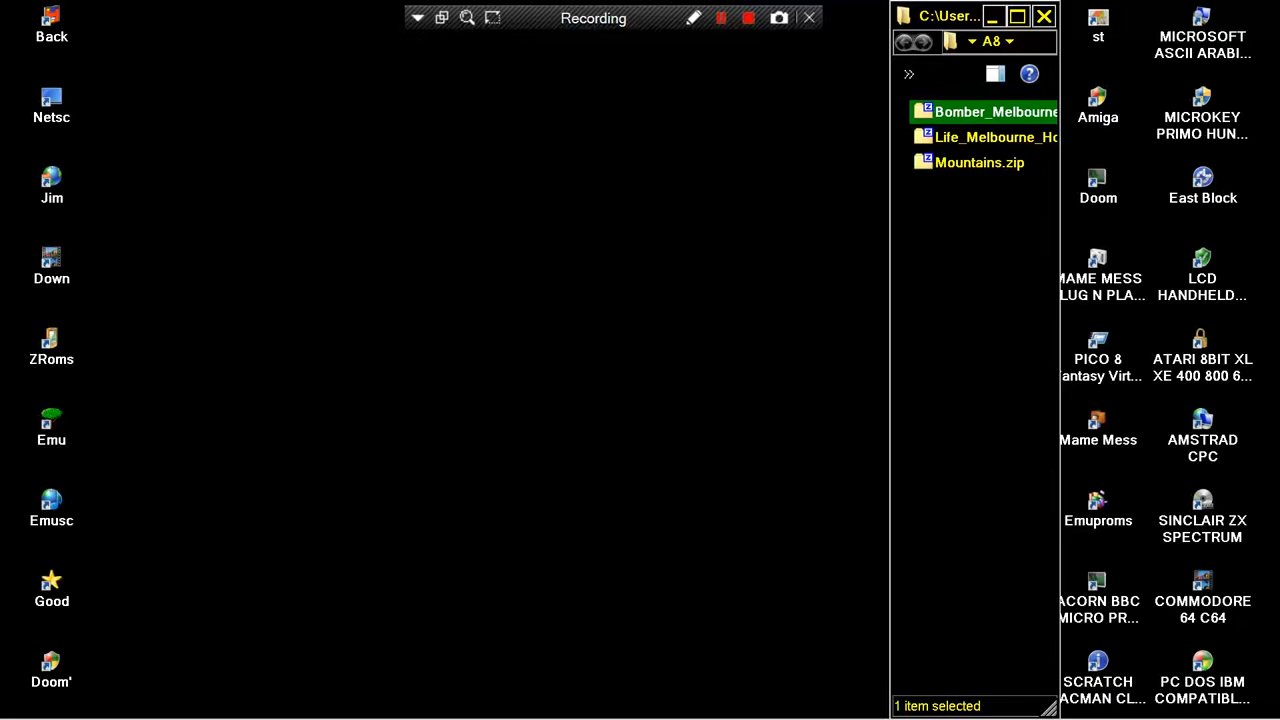 Recording
C:\User...
A8
Bomber_Melbourne
Life_Melbourne_Ho
Mountains.zip
1 item selected
Back
Netsc
Jim
Down
ZRoms
Emu
Emusc
Good
Doom'
st
Amiga
Doom
MAME MESS
LUG N PLA...
PICO 8
Fantasy Virt...
Mame Mess
Emuproms
ACORN BBC
MICRO PR...
SCRATCH
ACMAN CL...
MICROSOFT
ASCII ARABI...
MICROKEY
PRIMO HUN...
East Block
LCD
HANDHELD...
ATARI 8BIT XL
XE 400 800 6...
AMSTRAD
CPC
SINCLAIR ZX
SPECTRUM
COMMODORE
64 C64
PC DOS IBM
COMPATIBL...